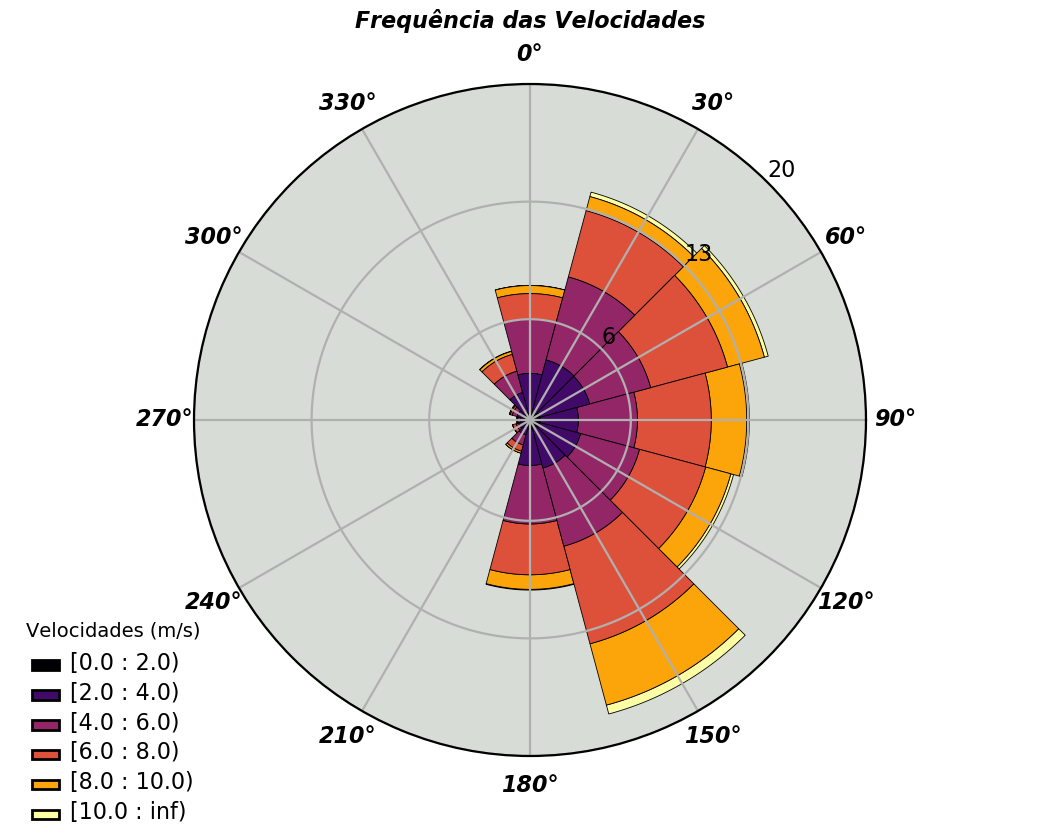 Frequência das Velocidades
0°
330°
30°
20
300°
60°
13
6
270°
90°
240°
120°
210°
150°
180°
Velocidades (m/s)
[0.0 : 2.0)
[2.0 : 4.0)
[4.0 : 6.0)
[6.0 : 8.0)
[8.0 : 10.0)
[10.0 : inf)